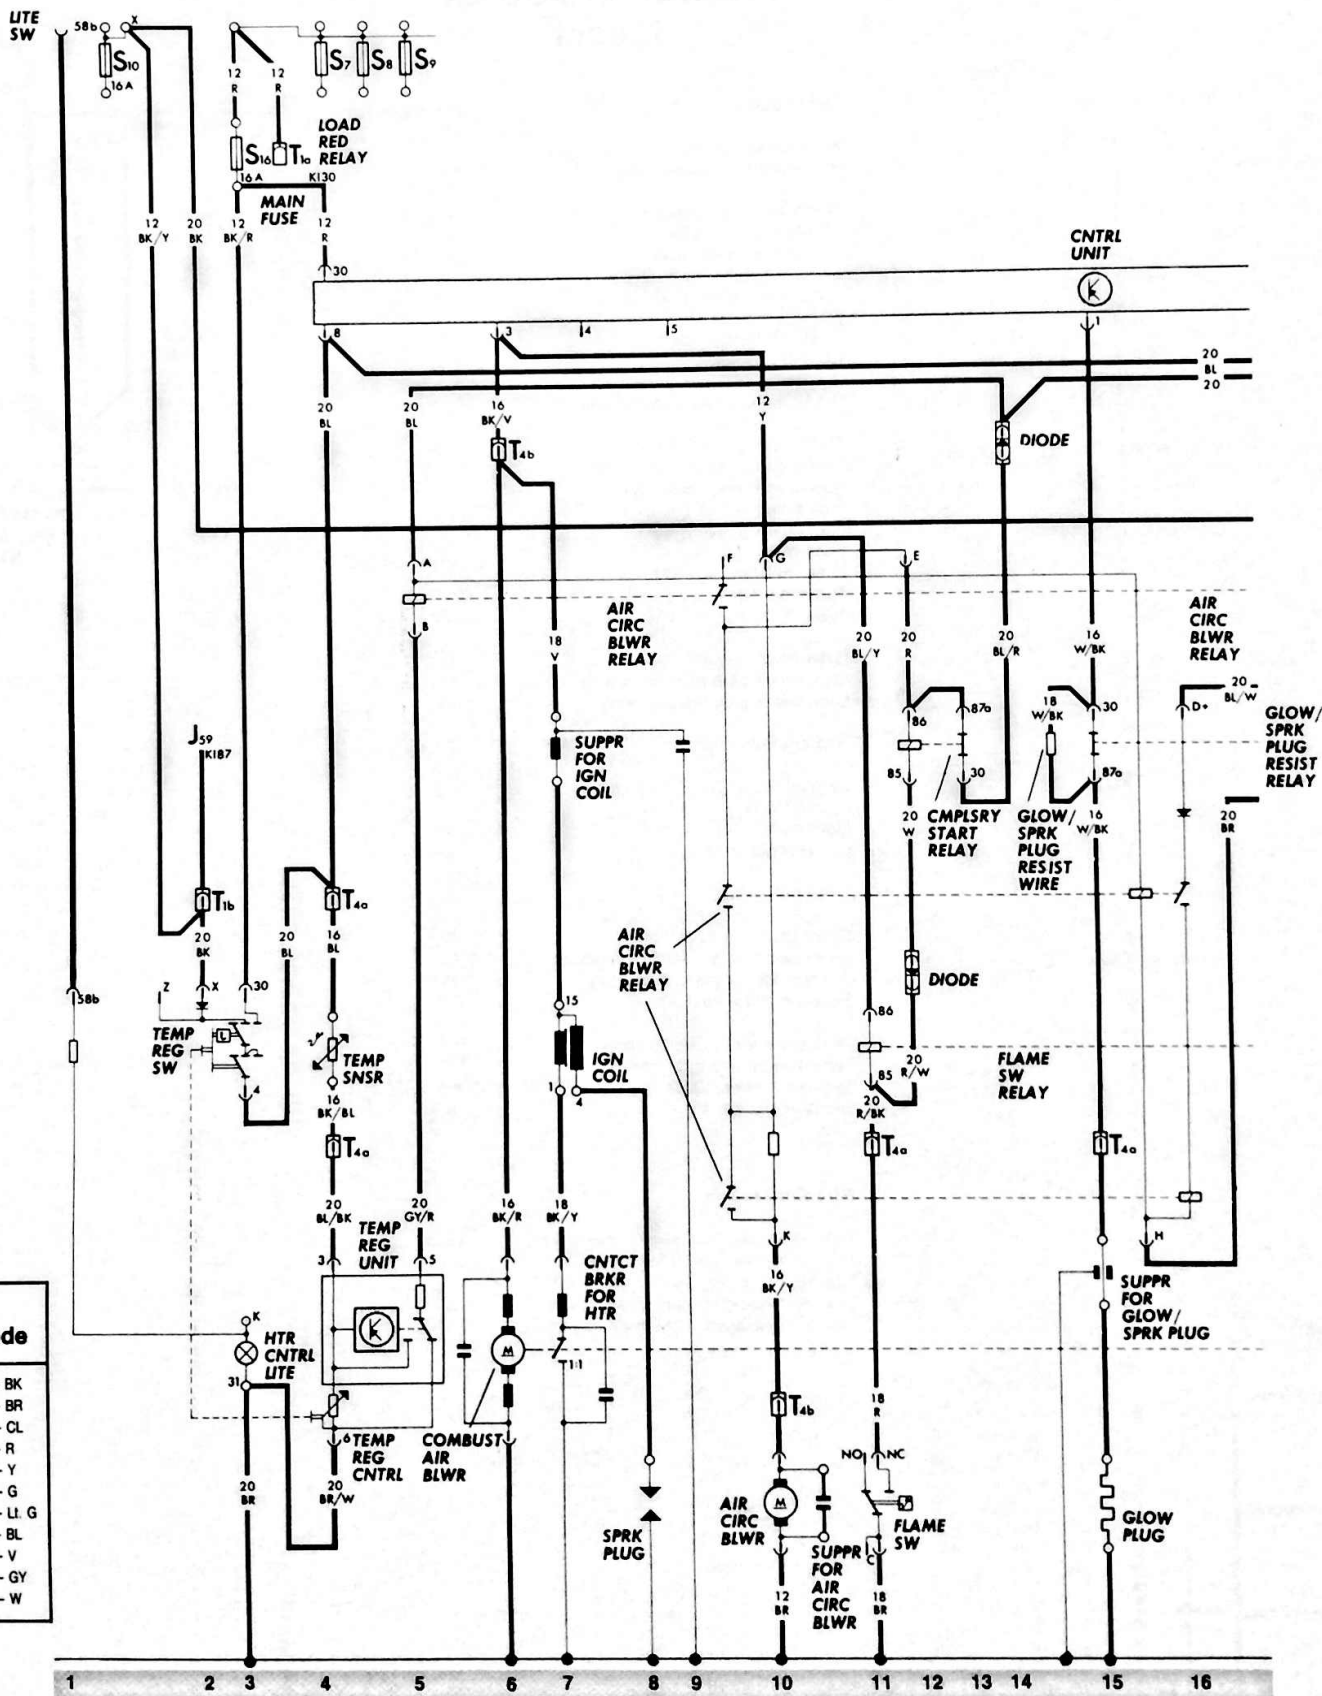 LITE
SW
58b
X
S10
16 A
12
R
12
R
S7
S8
S9
LOAD
RED
RELAY
S16
T1a
16 A
K130
MAIN
FUSE
12
BK/Y
20
BK
12
BK/R
12
R
30
CNTRL
UNIT
8
3
4
5
1
20
BL
20
20
BL
20
BL
16
BK/V
12
Y
T4b
DIODE
A
F
G
E
B
AIR
CIRC
BLWR
RELAY
18
V
20
BL/Y
20
R
20
BL/R
16
W/BK
AIR
CIRC
BLWR
RELAY
20
BL/W
D+
86
87a
18
W/BK
30
GLOW/
SPRK
PLUG
RESIST
RELAY
J59
K187
SUPPR
FOR
IGN
COIL
85
30
87a
20
W
CMPLSRY
START
RELAY
GLOW/
SPRK
PLUG
RESIST
WIRE
16
W/BK
20
BR
T1b
T4a
20
BK
20
BL
16
BL
AIR
CIRC
BLWR
RELAY
DIODE
58b
Z
X
30
15
86
TEMP
REG
SW
L
TEMP
SNSR
IGN
COIL
FLAME
SW
RELAY
20
R/W
4
1
4
85
16
BK/BL
20
R/BK
T4a
T4a
T4a
20
BL/BK
20
GY/R
16
BK/R
18
BK/Y
TEMP
REG
UNIT
3
5
K
H
CNTCT
BRKR
FOR
HTR
16
BK/Y
SUPPR
FOR
GLOW/
SPRK PLUG
K
HTR
CNTRL
LITE
M
1:1
31
de
BK
BR
- CL
- R
- Y
- G
- Lt. G
- BL
- V
- GY
- W
6
TEMP
REG
CNTRL
COMBUST
AIR
BLWR
T4b
18
R
NO
NC
20
BR
20
BR/W
SPRK
PLUG
AIR
CIRC
BLWR
M
SUPPR
FOR
AIR
CIRC
BLWR
C
FLAME
SW
GLOW
PLUG
12
BR
18
BR
1 2 3 4 5 6 7 8 9 10 11 12 13 14 15 16